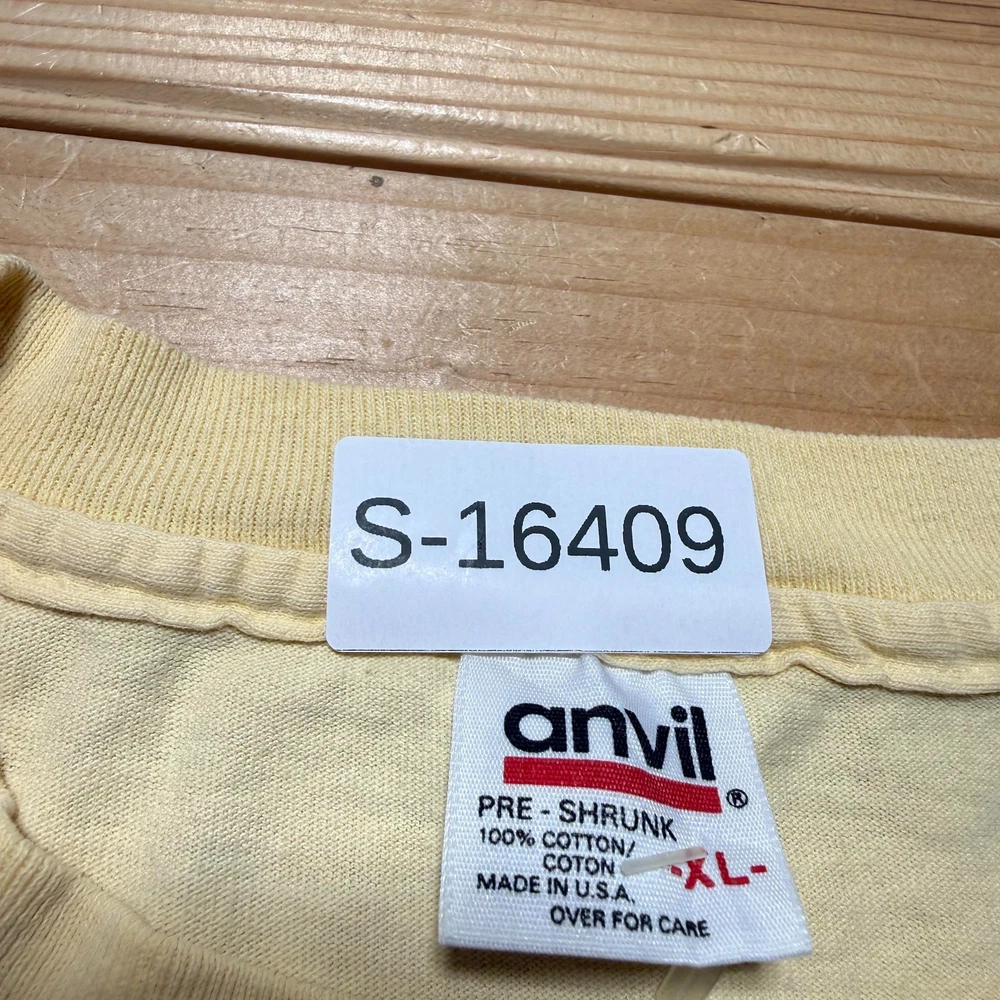 S-16409
anvil®
PRE - SHRUNK
100% COTTON/
COTON
-XL-
MADE IN U.S.A.
OVER FOR CARE